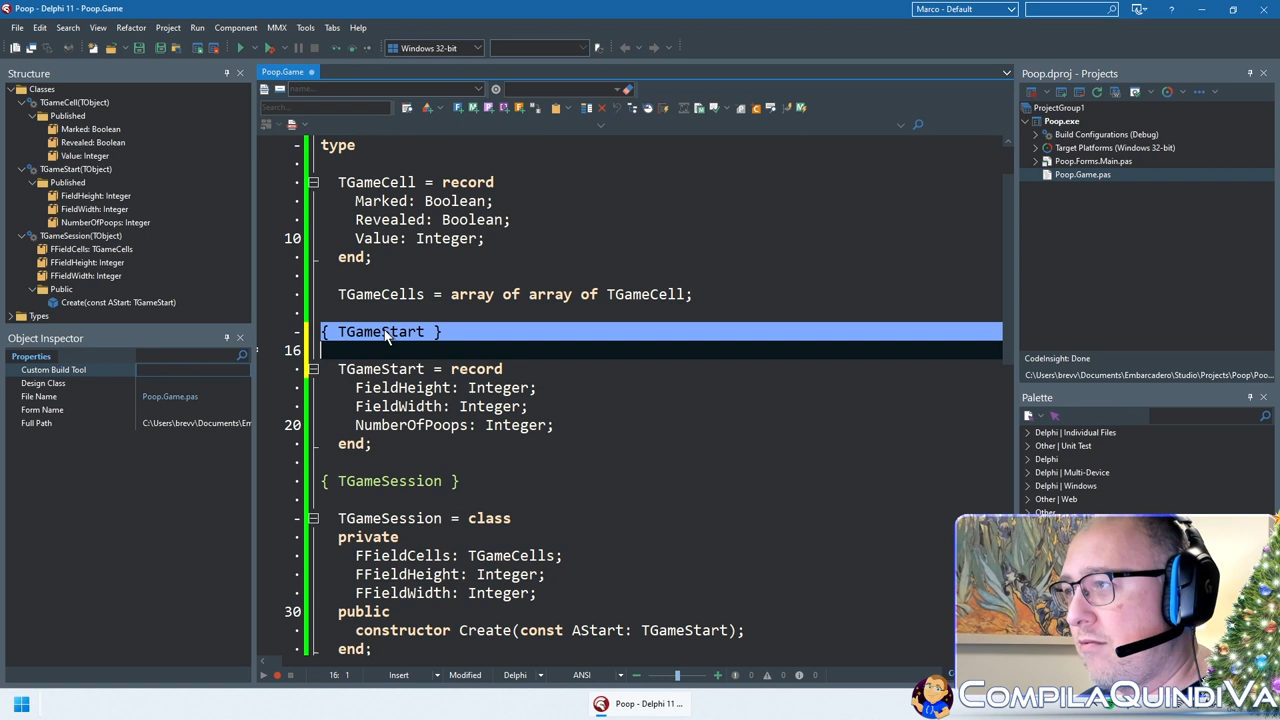 Poop - Delphi 11 - Poop.Game
Marco - Default
File Edit Search View Refactor Project Run Component MMX Tools Tabs Help
Windows 32-bit
Structure
Classes
TGameCell(TObject)
Published
Marked: Boolean
Revealed: Boolean
Value: Integer
TGameStart(TObject)
Published
FieldHeight: Integer
FieldWidth: Integer
NumberOfPoops: Integer
TGameSession(TObject)
FFieldCells: TGameCells
FFieldHeight: Integer
FFieldWidth: Integer
Public
Create(const AStart: TGameStart)
Types
Object Inspector
Properties
Custom Build Tool
Design Class
File Name Poop.Game.pas
Form Name
Full Path C:\Users\brevv\Documents\Em
Poop.Game
name...
Search...
type
TGameCell = record
Marked: Boolean;
Revealed: Boolean;
10 Value: Integer;
end;
TGameCells = array of array of TGameCell;
{ TGameStart }
16
TGameStart = record
FieldHeight: Integer;
FieldWidth: Integer;
20 NumberOfPoops: Integer;
end;
{ TGameSession }
TGameSession = class
private
FFieldCells: TGameCells;
FFieldHeight: Integer;
FFieldWidth: Integer;
30 public
constructor Create(const AStart: TGameStart);
end;
16: 1 Insert Modified Delphi ANSI 0 0 0
Poop.dproj - Projects
ProjectGroup1
Poop.exe
Build Configurations (Debug)
Target Platforms (Windows 32-bit)
Poop.Forms.Main.pas
Poop.Game.pas
CodeInsight: Done
C:\Users\brevv\Documents\Embarcadero\Studio\Projects\Poop\Poo...
Palette
Delphi | Individual Files
Other | Unit Test
Delphi
Delphi | Multi-Device
Delphi | Windows
Other | Web
Other
CompilaQuindiVa
Poop - Delphi 11 ...